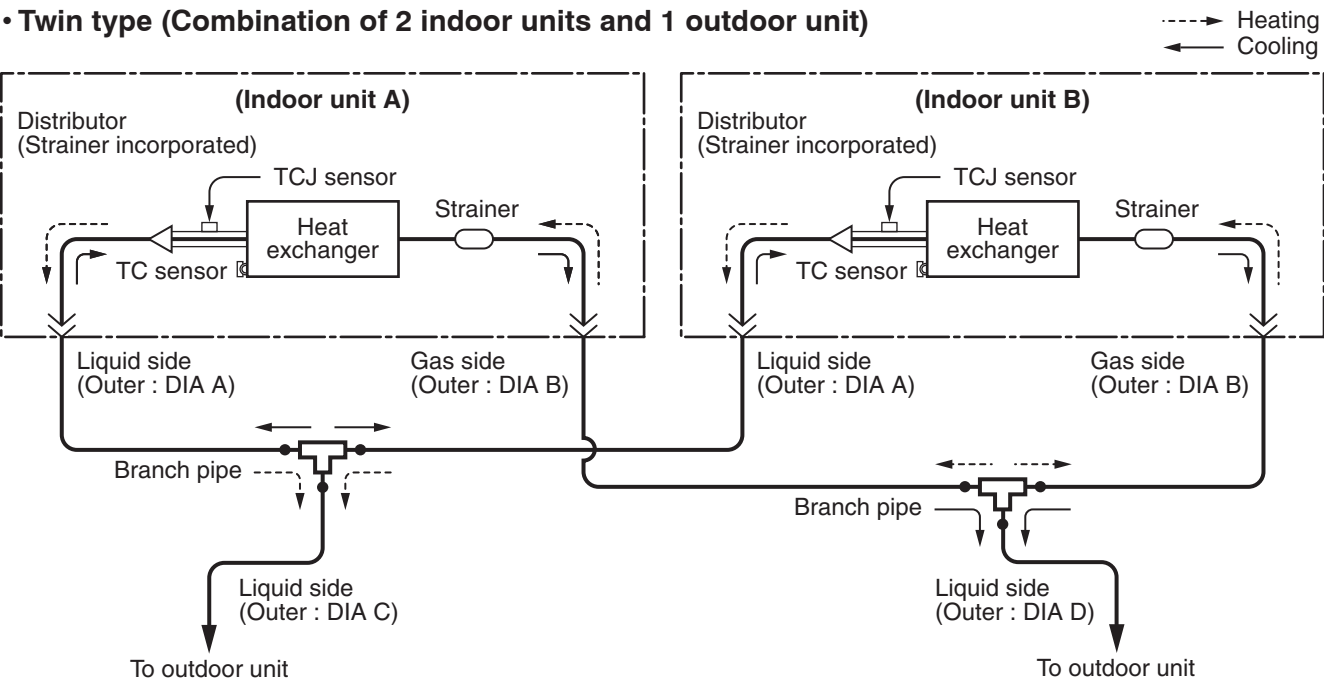 • Twin type (Combination of 2 indoor units and 1 outdoor unit)
Heating
Cooling
(Indoor unit A)
Distributor
(Strainer incorporated)
TCJ sensor
Strainer
Heat
exchanger
TC sensor
Liquid side
(Outer : DIA A)
Gas side
(Outer : DIA B)
(Indoor unit B)
Distributor
(Strainer incorporated)
TCJ sensor
Strainer
Heat
exchanger
TC sensor
Liquid side
(Outer : DIA A)
Gas side
(Outer : DIA B)
Branch pipe
Branch pipe
Liquid side
(Outer : DIA C)
Liquid side
(Outer : DIA D)
To outdoor unit
To outdoor unit